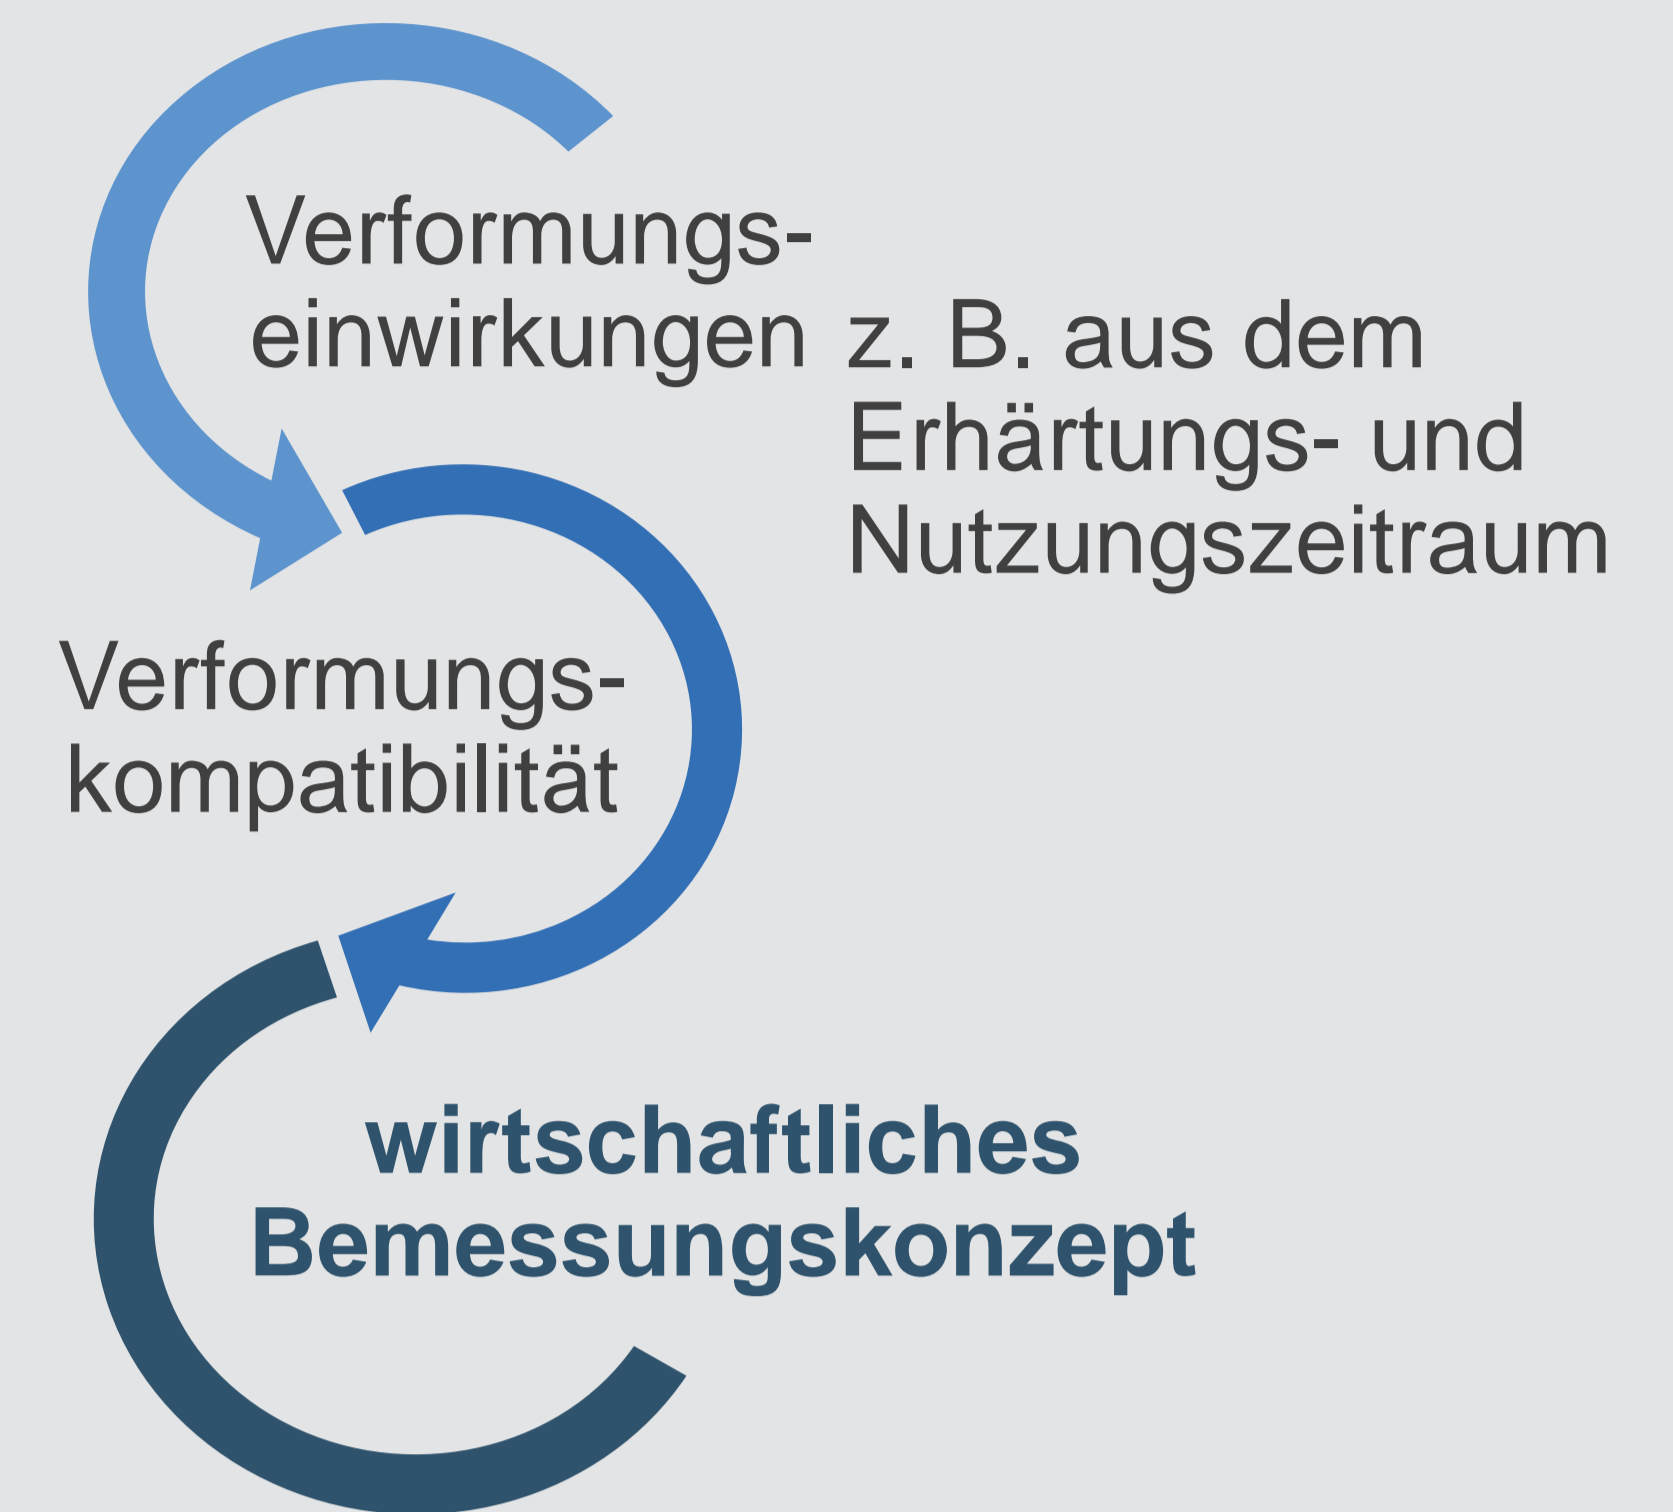 Verformungs-
einwirkungen z. B. aus dem
Erhärtungs- und
Nutzungszeitraum
Verformungs-
kompatibilität
wirtschaftliches
Bemessungskonzept